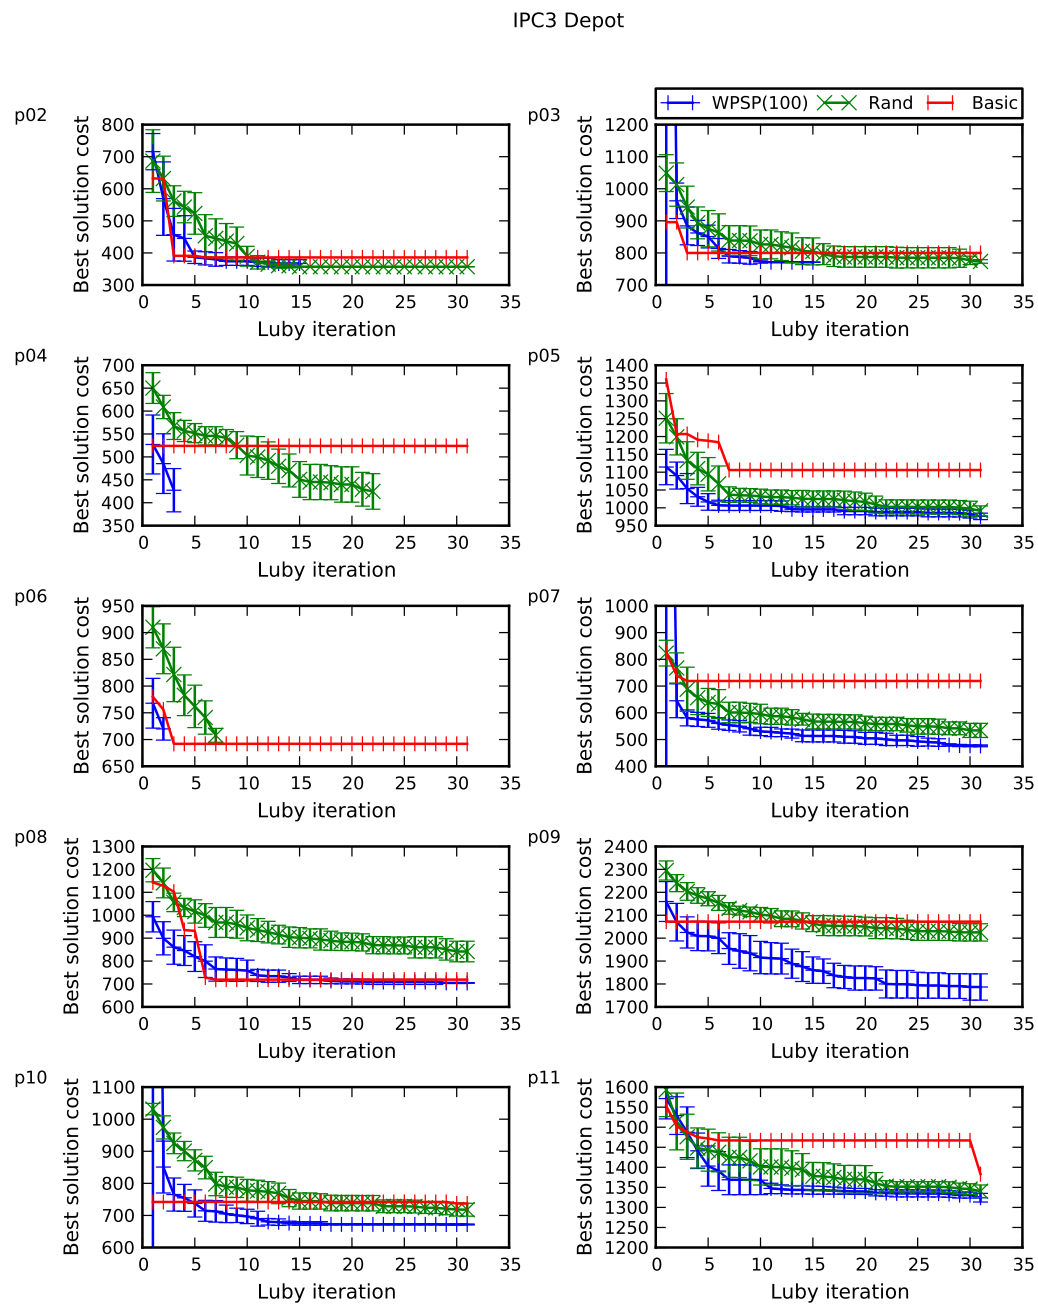 IPC3 Depot
WPSP(100) Rand Basic
p02
Best solution cost
800
700
600
500
400
300
0 5 10 15 20 25 30 35
Luby iteration
p03
Best solution cost
1200
1100
1000
900
800
700
0 5 10 15 20 25 30 35
Luby iteration
p04
Best solution cost
700
650
600
550
500
450
400
350
0 5 10 15 20 25 30 35
Luby iteration
p05
Best solution cost
1400
1350
1300
1250
1200
1150
1100
1050
1000
950
0 5 10 15 20 25 30 35
Luby iteration
p06
Best solution cost
950
900
850
800
750
700
650
0 5 10 15 20 25 30 35
Luby iteration
p07
Best solution cost
1000
900
800
700
600
500
400
0 5 10 15 20 25 30 35
Luby iteration
p08
Best solution cost
1300
1200
1100
1000
900
800
700
600
0 5 10 15 20 25 30 35
Luby iteration
p09
Best solution cost
2400
2300
2200
2100
2000
1900
1800
1700
0 5 10 15 20 25 30 35
Luby iteration
p10
Best solution cost
1100
1000
900
800
700
600
0 5 10 15 20 25 30 35
Luby iteration
p11
Best solution cost
1600
1550
1500
1450
1400
1350
1300
1250
1200
0 5 10 15 20 25 30 35
Luby iteration